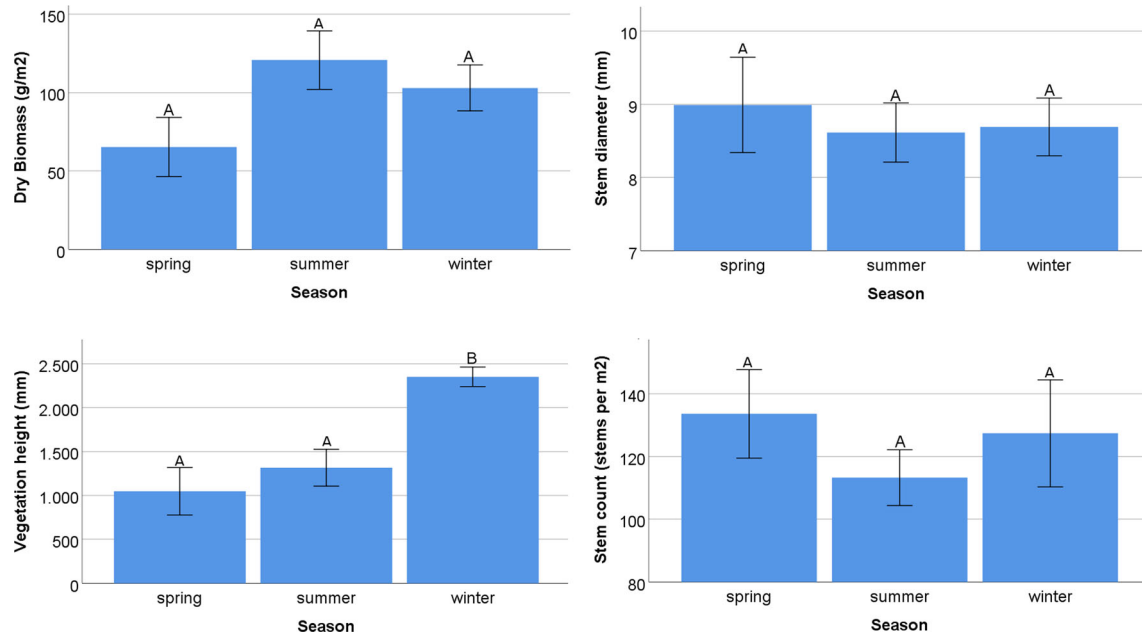 Dry Biomass (g/m2)
150
100
50
0
A
A
A
spring
summer
winter
Season
Stem diameter (mm)
10
9
8
7
A
A
A
spring
summer
winter
Season
Vegetation height (mm)
2.500
2.000
1.500
1.000
500
0
A
A
B
spring
summer
winter
Season
Stem count (stems per m2)
140
120
100
80
A
A
A
spring
summer
winter
Season